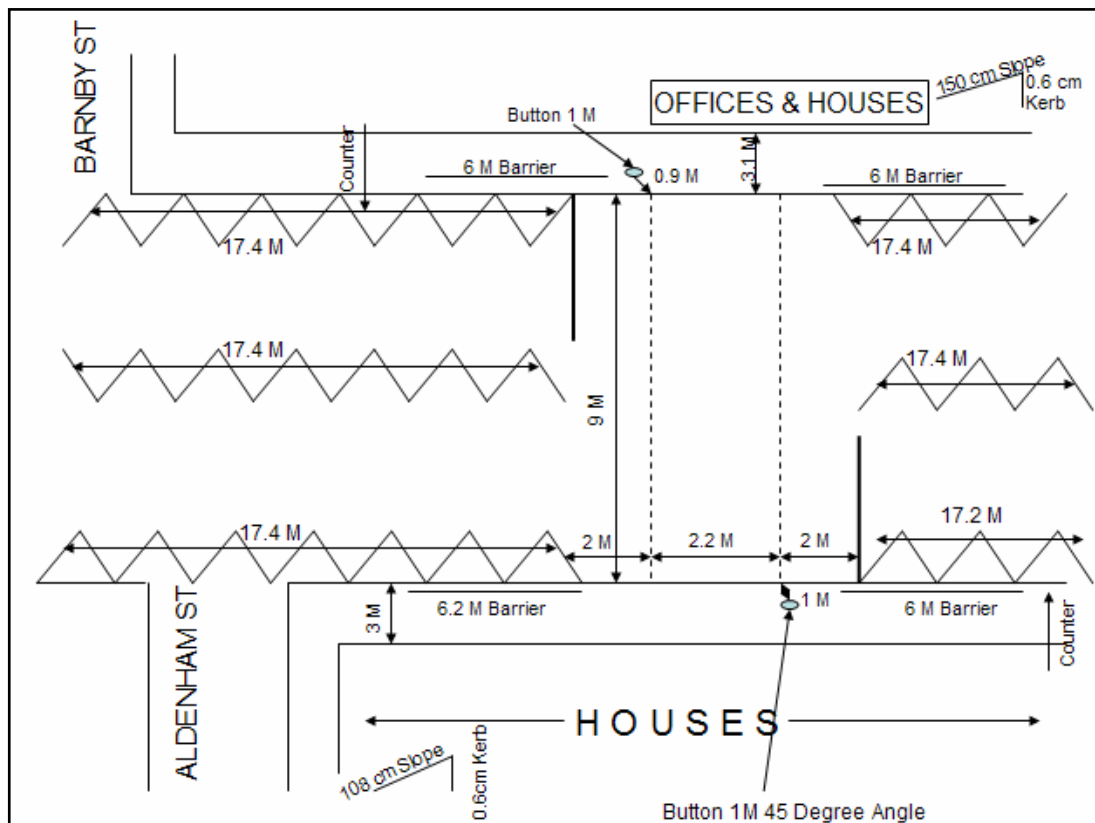 BARNBY ST
150 cm Slope
0.6 cm
Kerb
OFFICES & HOUSES
Button 1 M
Counter
6 M Barrier
0.9 M
3.1 M
6 M Barrier
17.4 M
17.4 M
17.4 M
17.4 M
9 M
17.4 M
2 M
2.2 M
2 M
17.2 M
6.2 M Barrier
1 M
6 M Barrier
3 M
Counter
ALDENHAM ST
HOUSES
108 cm Slope
0.6cm Kerb
Button 1M 45 Degree Angle